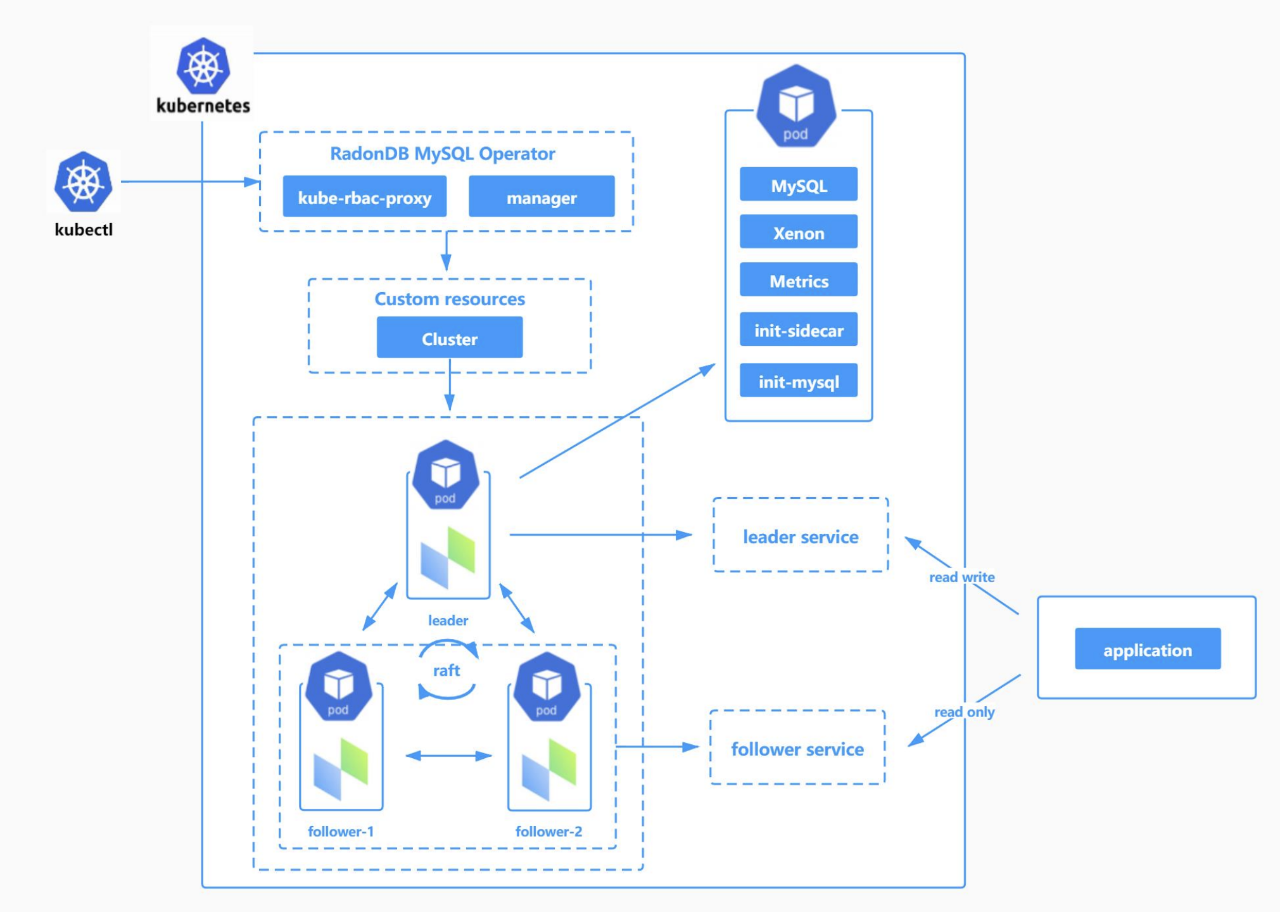 kubernetes
kubectl
RadonDB MySQL Operator
kube-rbac-proxy
manager
Custom resources
Cluster
pod
MySQL
Xenon
Metrics
init-sidecar
init-mysql
pod
leader
raft
pod
follower-1
pod
follower-2
leader service
follower service
read write
read only
application